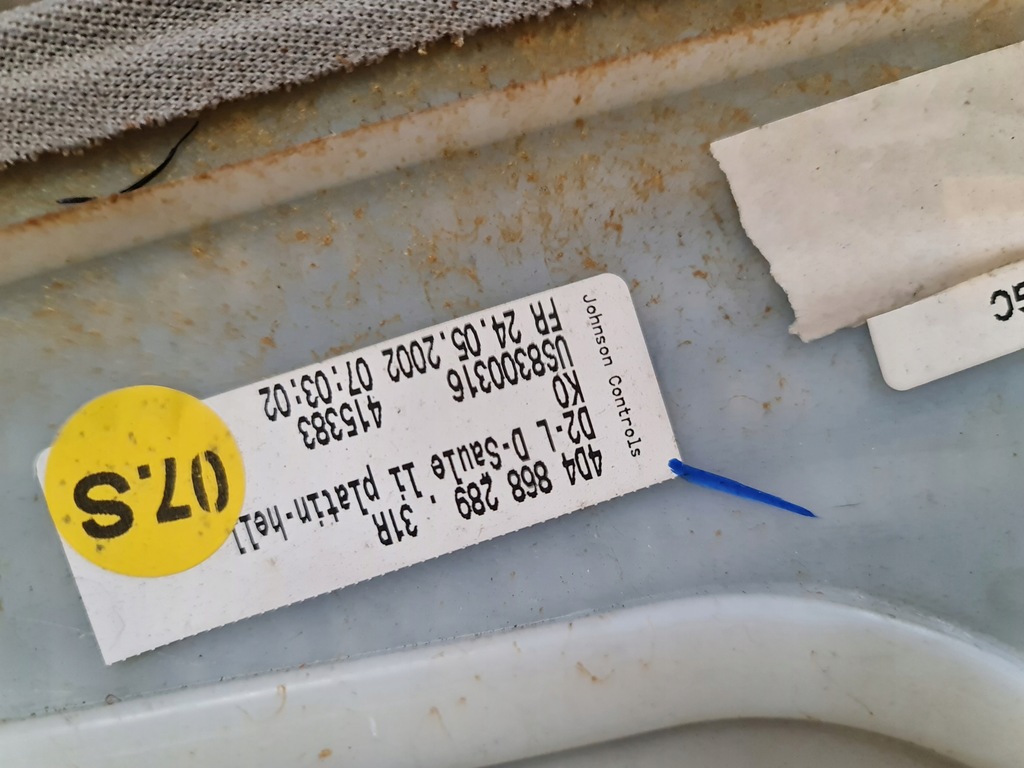 Johnson Controls
4D4 868 289 . 31R
D2-L D-Saule li platin-hell
KO
US8300316 415383
FR 24.05.2002 07:03:02
07.S